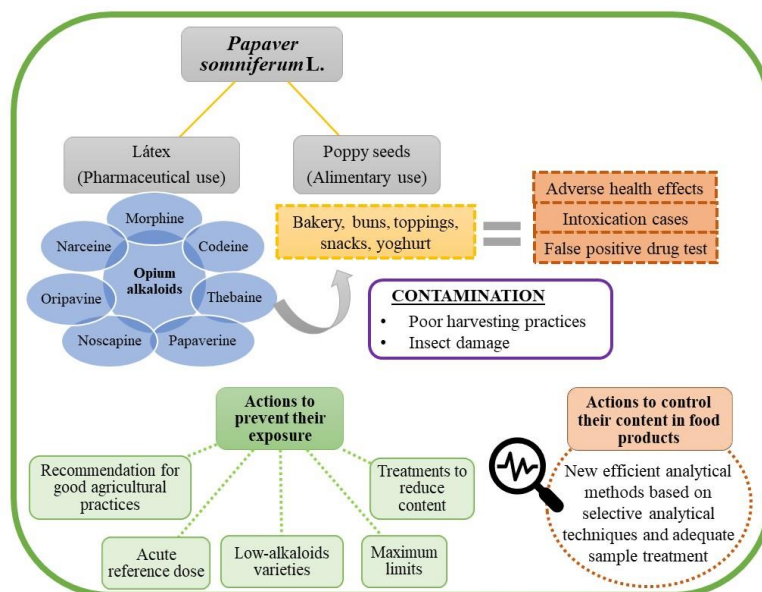 Papaver
somniferum L.
Látex
(Pharmaceutical use)
Poppy seeds
(Alimentary use)
Morphine
Narceine
Codeine
Opium
alkaloids
Oripavine
Thebaine
Noscapine
Papaverine
Bakery, buns, toppings,
snacks, yoghurt
Adverse health effects
Intoxication cases
False positive drug test
CONTAMINATION
• Poor harvesting practices
• Insect damage
Actions to
prevent their
exposure
Recommendation for
good agricultural
practices
Treatments to
reduce content
Acute
reference dose
Low-alkaloids
varieties
Maximum
limits
Actions to control
their content in food
products
New efficient analytical
methods based on
selective analytical
techniques and adequate
sample treatment